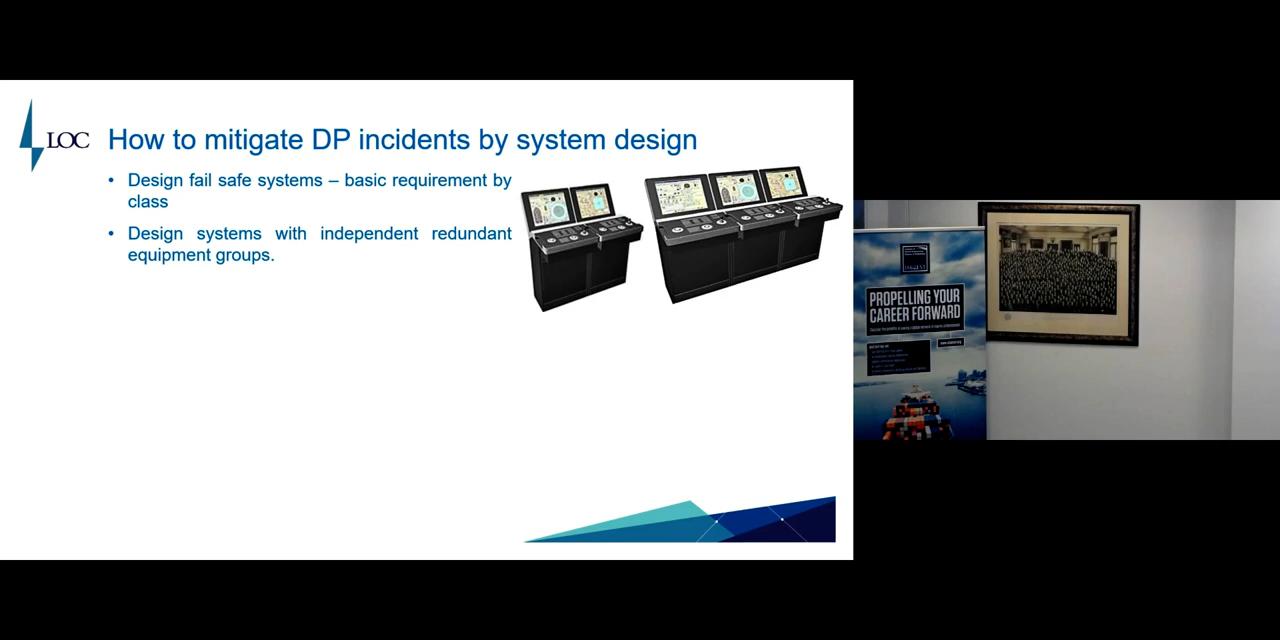 LOC
How to mitigate DP incidents by system design
• Design fail safe systems – basic requirement by
class
• Design systems with independent redundant
equipment groups.
PROPELLING YOUR
CAREER FORWARD